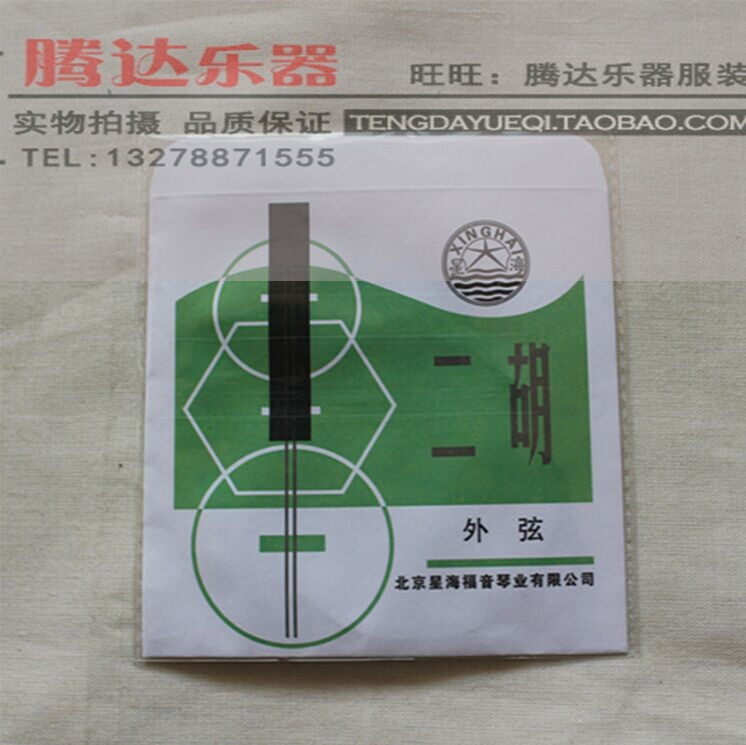 腾达乐器
旺旺：腾达乐器服装
实物拍摄 品质保证
TENGDAYUEQI.TAOBAO.COM
TEL:13278871555
XINGHAI
二胡
外 弦
北京星海福音琴业有限公司